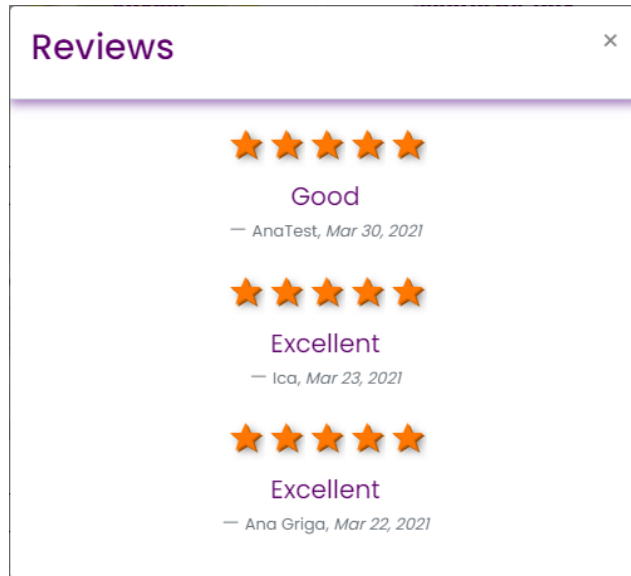 Reviews
×
Good
— AnaTest, Mar 30, 2021
Excellent
— Ica, Mar 23, 2021
Excellent
— Ana Griga, Mar 22, 2021